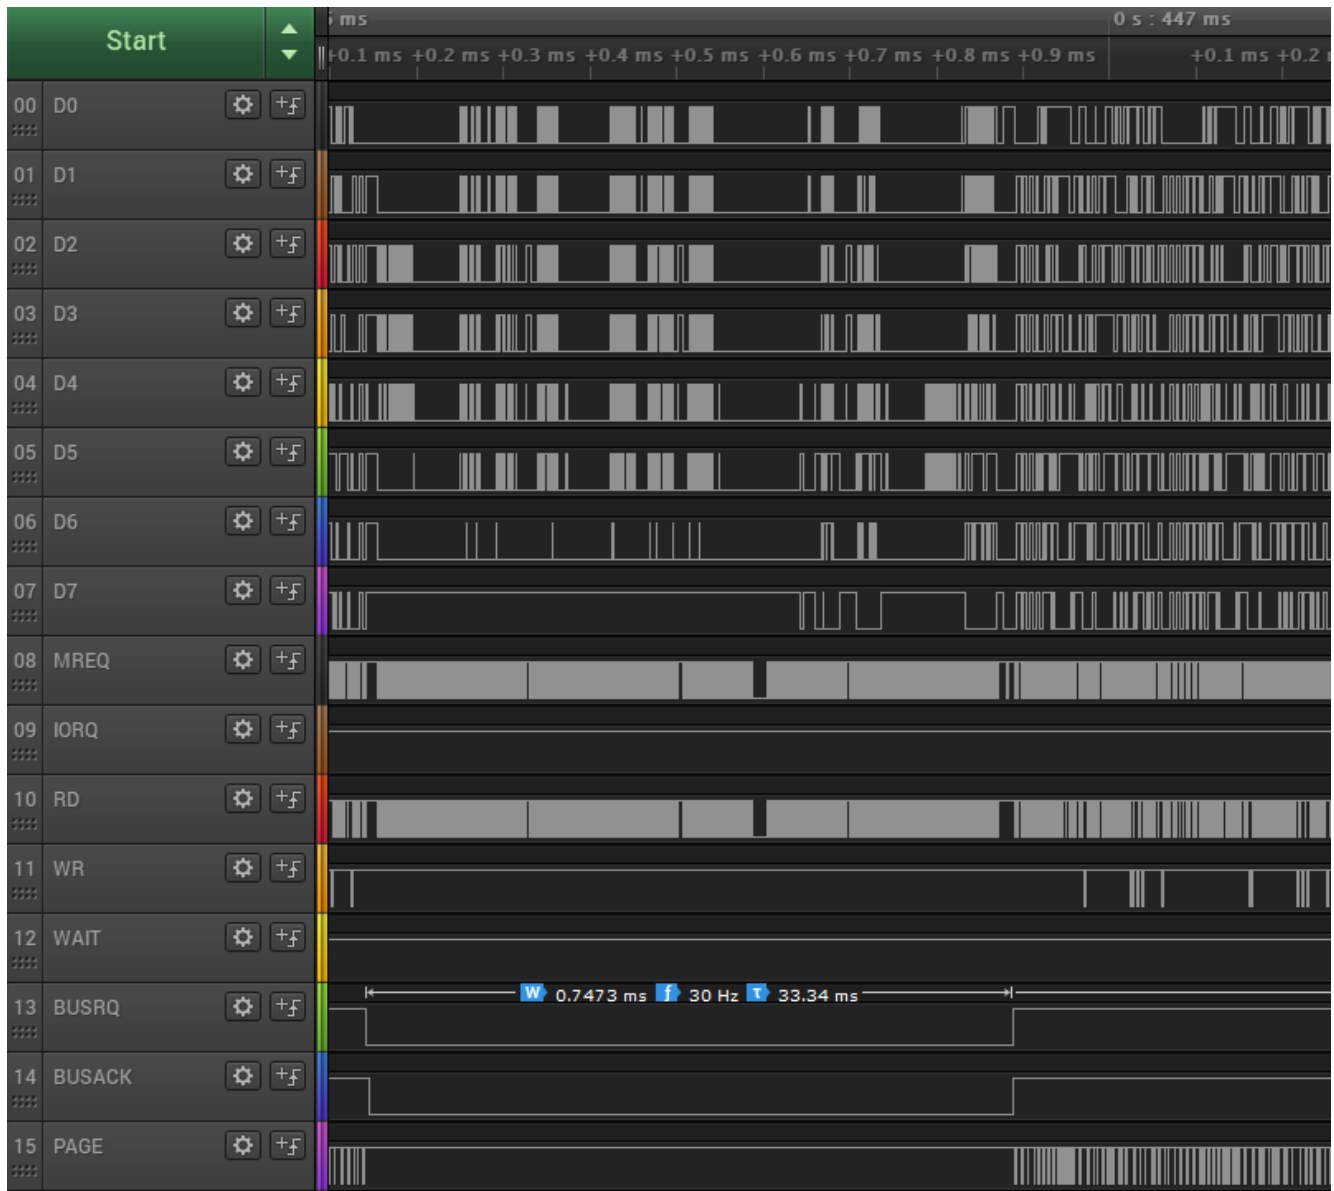 Start
5 ms
0 s : 447 ms
+0.1 ms +0.2 ms +0.3 ms +0.4 ms +0.5 ms +0.6 ms +0.7 ms +0.8 ms +0.9 ms +0.1 ms +0.2
00 D0
01 D1
02 D2
03 D3
04 D4
05 D5
06 D6
07 D7
08 MREQ
09 IORQ
10 RD
11 WR
12 WAIT
W 0.7473 ms f 30 Hz τ 33.34 ms
13 BUSRQ
14 BUSACK
15 PAGE